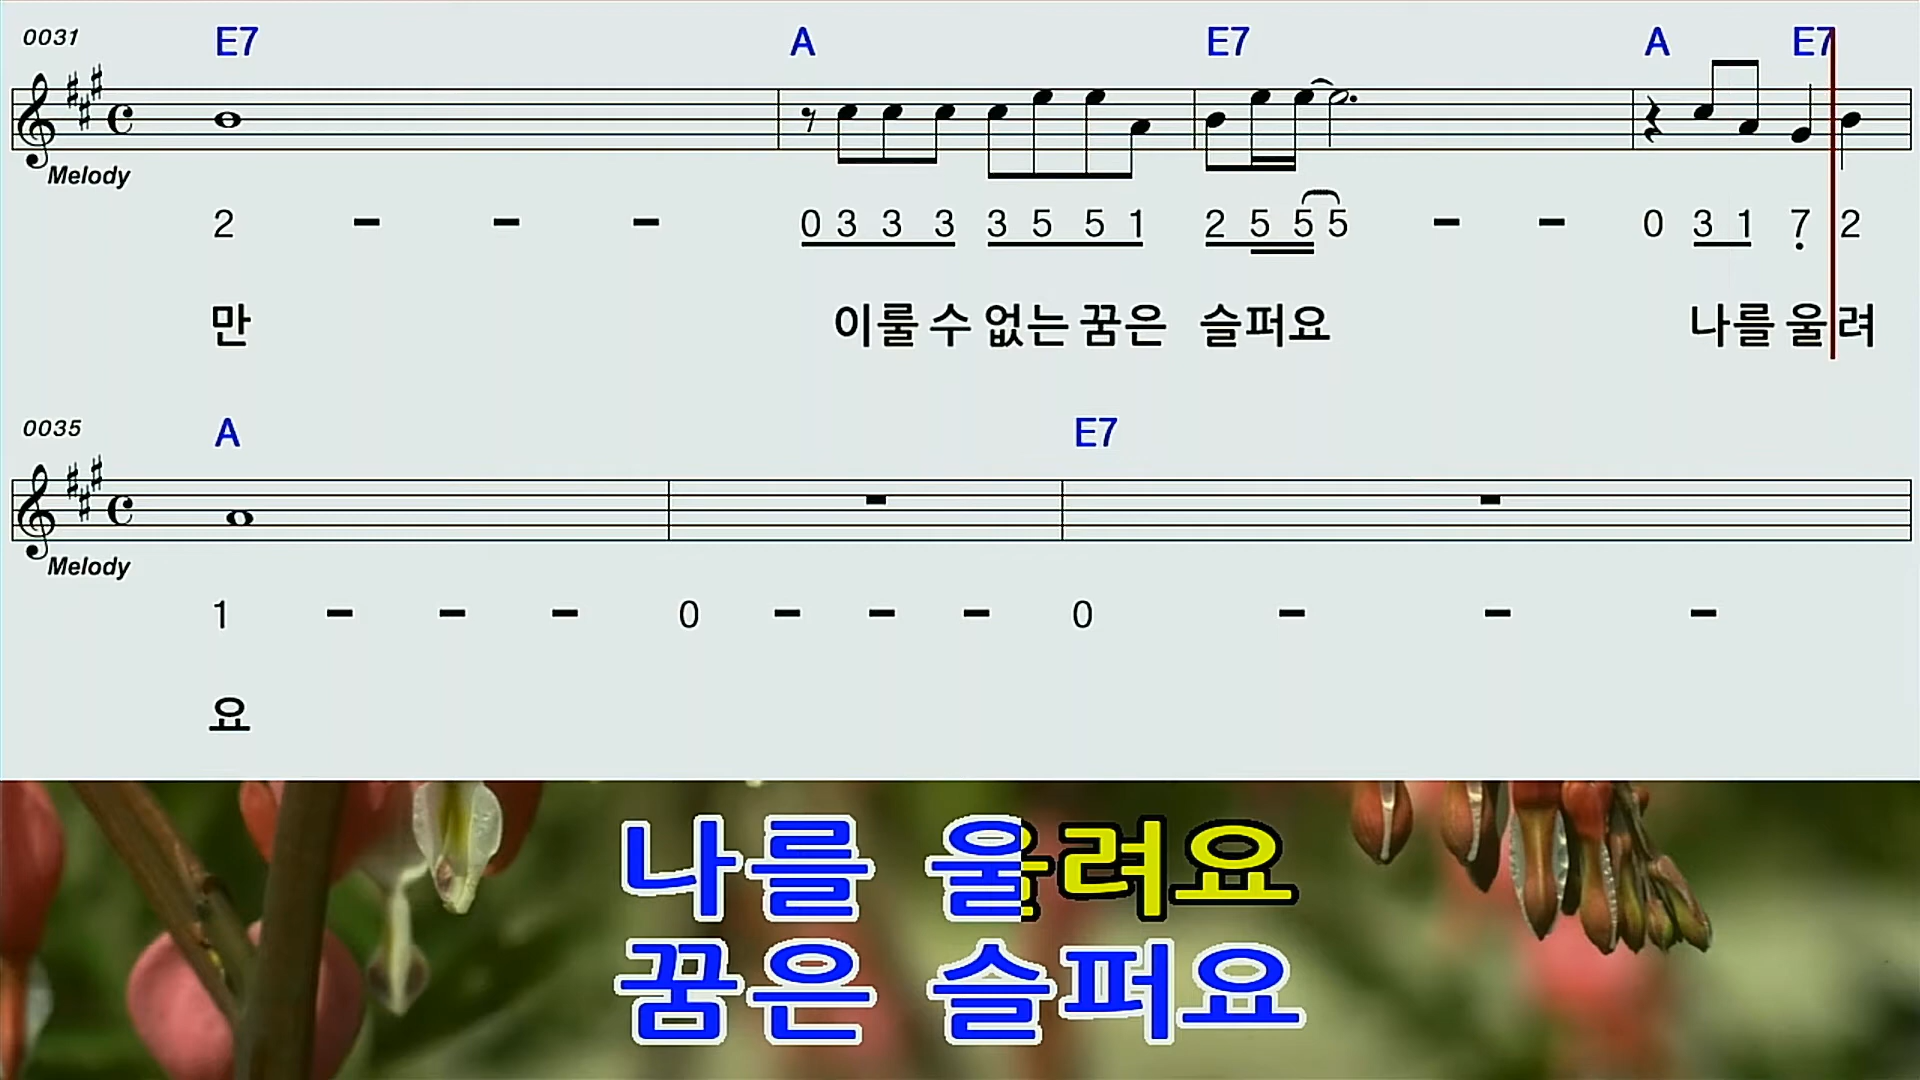 0031 E7 A E7 A E7
Melody
2 - - - 0 3 3 3 3 5 5 1 2 5 5 5 - - 0 3 1 7 2
만 이룰 수 없는 꿈은 슬퍼요 나를 울려
0035 A E7
Melody
1 - - - 0 - - - 0 - - -
요
나를 울려요
꿈은 슬퍼요